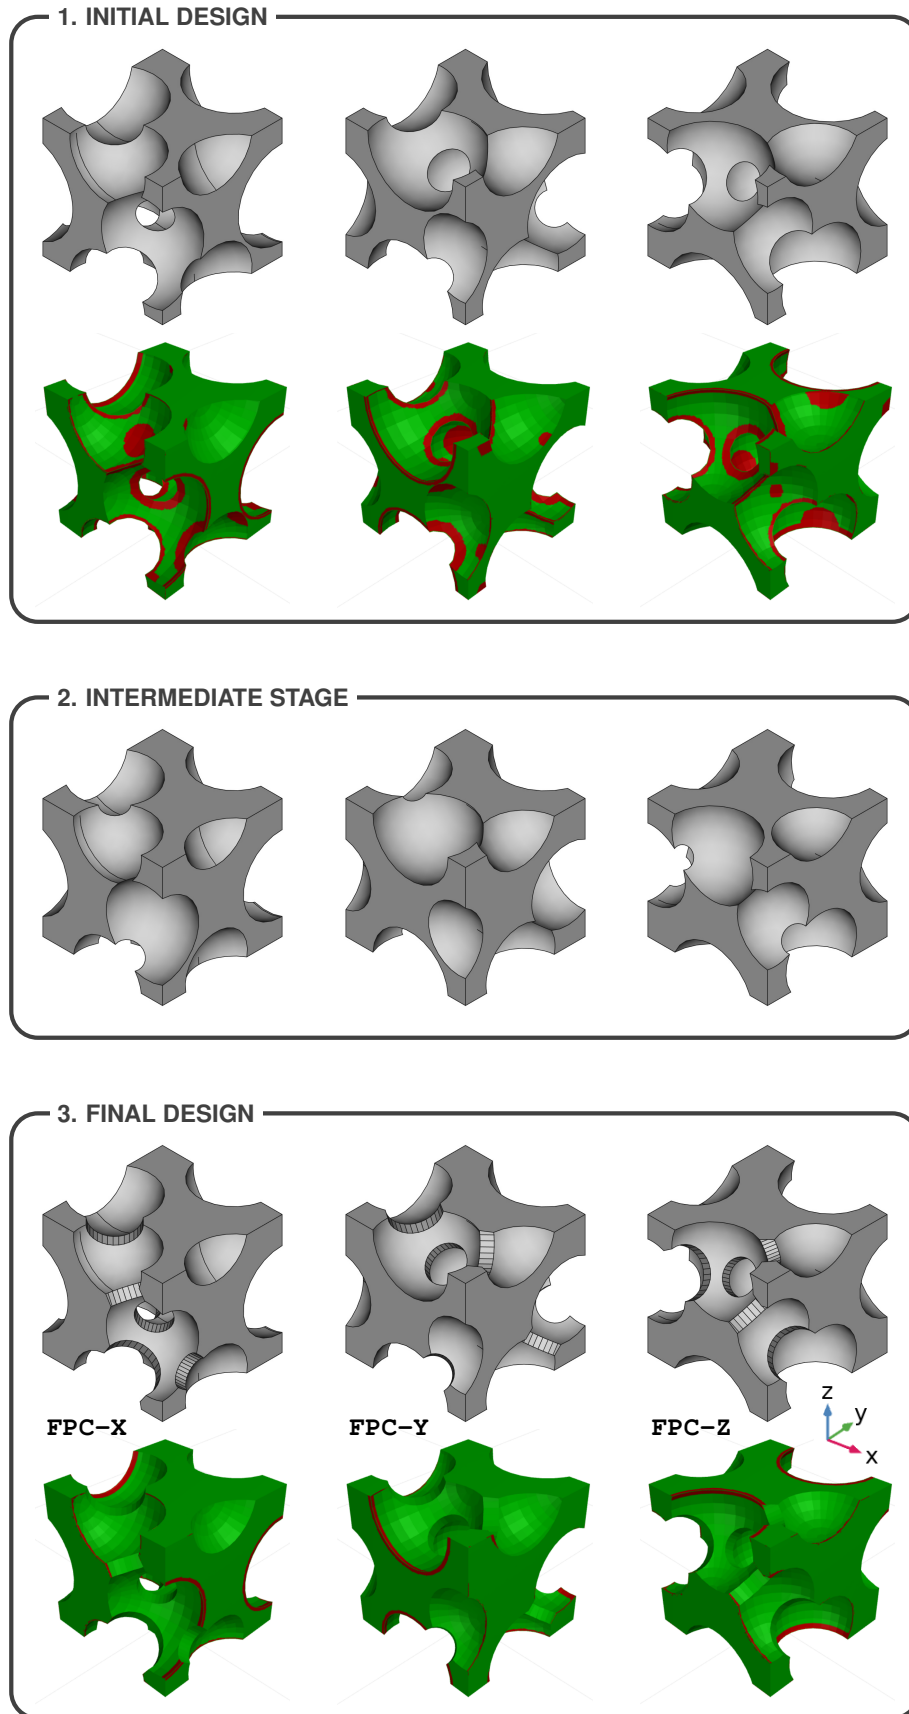 1. INITIAL DESIGN
2. INTERMEDIATE STAGE
3. FINAL DESIGN
FPC−X
FPC−Y
FPC−Z
z
y
x